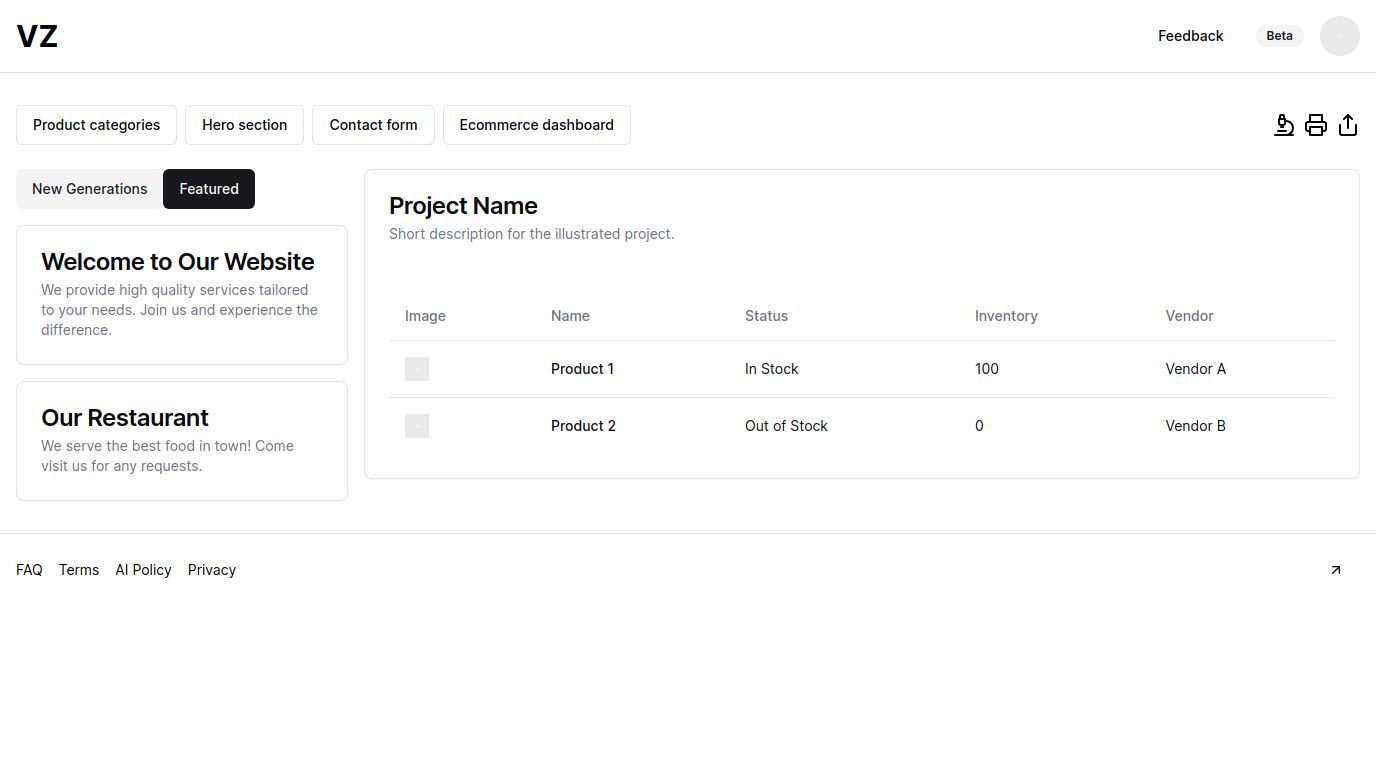 VZ
Feedback
Beta
Product categories
Hero section
Contact form
Ecommerce dashboard
New Generations
Featured
Welcome to Our Website
We provide high quality services tailored
to your needs. Join us and experience the
difference.
Our Restaurant
We serve the best food in town! Come
visit us for any requests.
Project Name
Short description for the illustrated project.
Image Name Status Inventory Vendor
Product 1 In Stock 100 Vendor A
Product 2 Out of Stock 0 Vendor B
FAQ Terms AI Policy Privacy